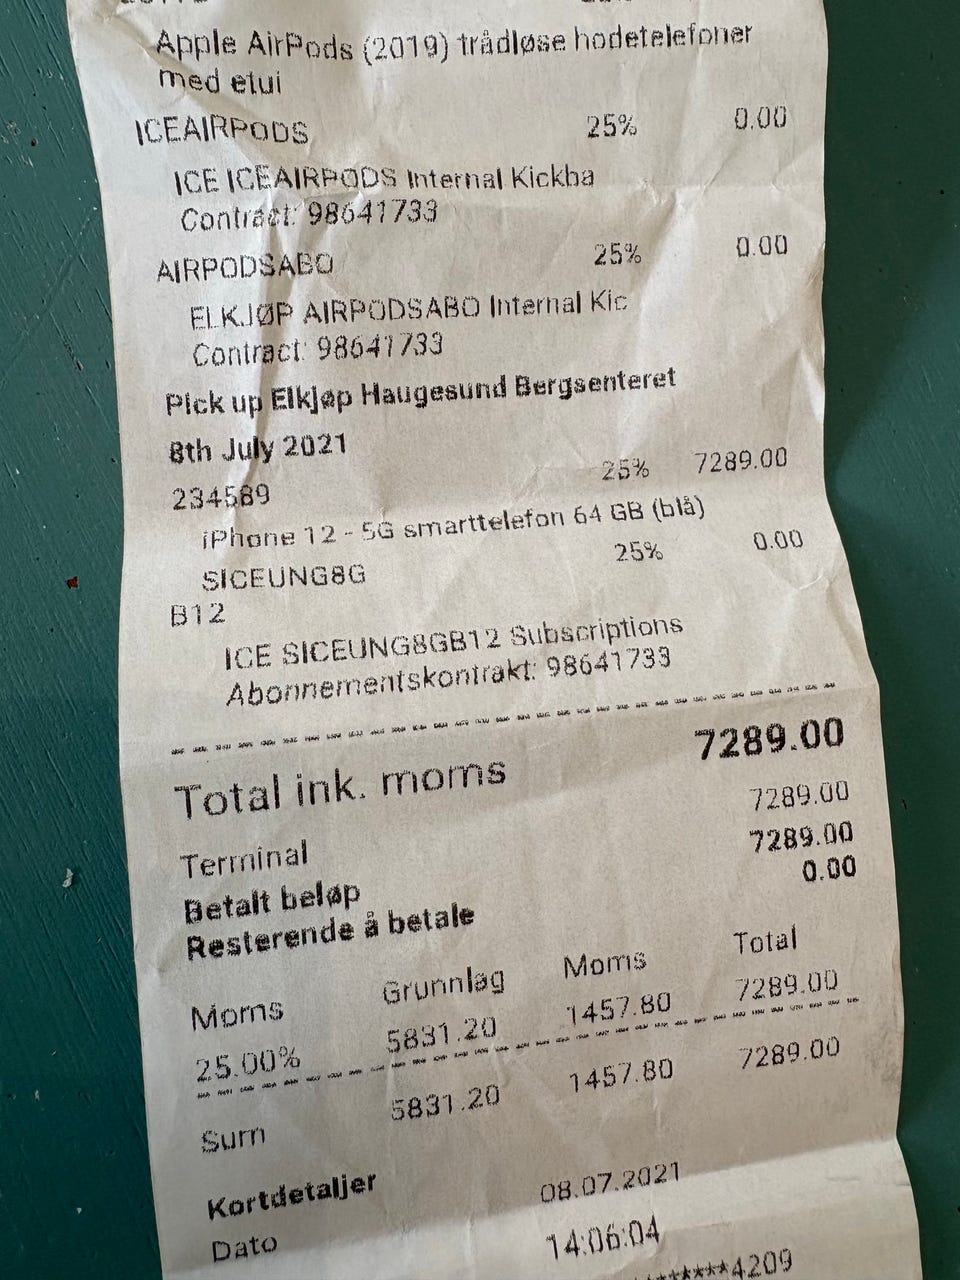 Apple AirPods (2019) trådløse hodetelefoner
med etui
ICEAIRPODS 25% 0.00
ICE ICEAIRPODS Internal Kickba
Contract: 98641733
AIRPODSABO 25% 0.00
ELKJØP AIRPODSABO Internal Kic
Contract: 98641733
Pick up Elkjøp Haugesund Bergsenteret
8th July 2021
234589 25% 7289.00
iPhone 12 - 5G smarttelefon 64 GB (blå)
SICEUNG8G 25% 0.00
B12
ICE SICEUNG8GB12 Subscriptions
Abonnementskontrakt: 98641733
Total ink. moms 7289.00
Terminal 7289.00
Betalt beløp 7289.00
Resterende å betale 0.00
Moms Grunnlag Moms Total
25.00% 5831.20 1457.80 7289.00
Sum 5831.20 1457.80 7289.00
Kortdetaljer
Dato 08.07.2021
14:06:04
********4209